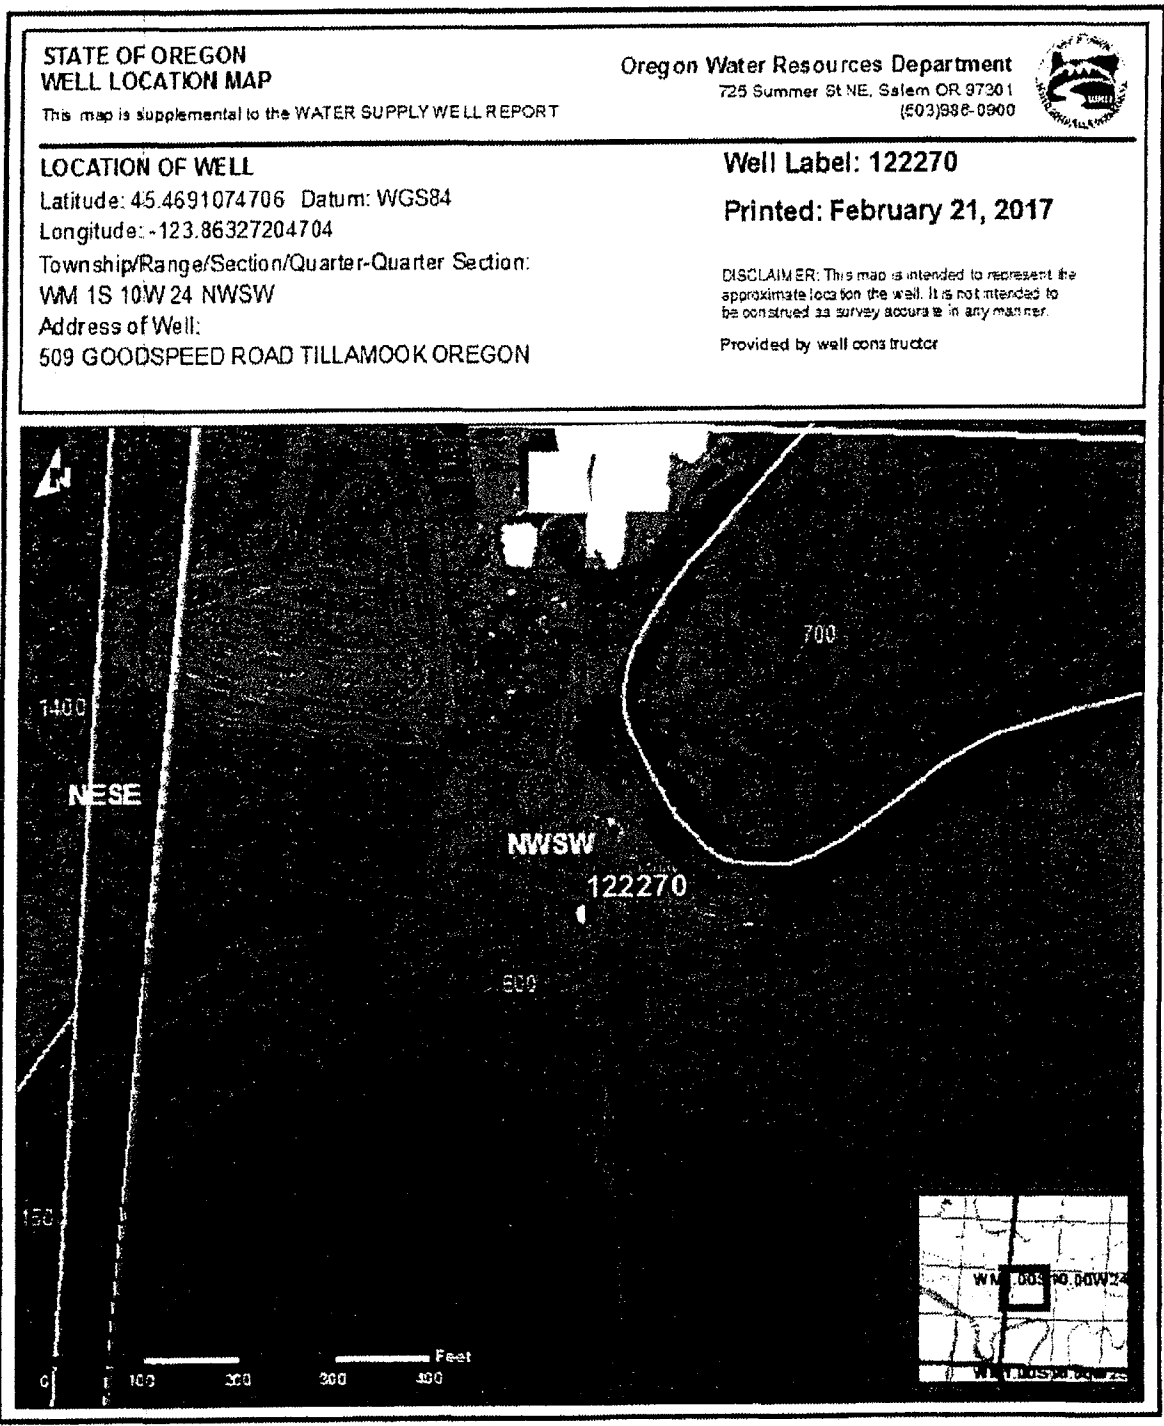 STATE OF OREGON
WELL LOCATION MAP
This map is supplemental to the WATER SUPPLY WELL REPORT
Oregon Water Resources Department
725 Summer St NE, Salem OR 97301
(503)986-0900
LOCATION OF WELL
Latitude: 45.4691074706 Datum: WGS84
Longitude: -123.86327204704
Township/Range/Section/Quarter-Quarter Section:
WM 1S 10W 24 NWSW
Address of Well:
509 GOODSPEED ROAD TILLAMOOK OREGON
Well Label: 122270
Printed: February 21, 2017
DISCLAIMER: This map is intended to represent the
approximate location the well. It is not intended to
be construed as survey accurate in any manner.
Provided by well constructor
N
700
1400
NESE
NWSW
122270
600
Feet
0 100 200 300 400